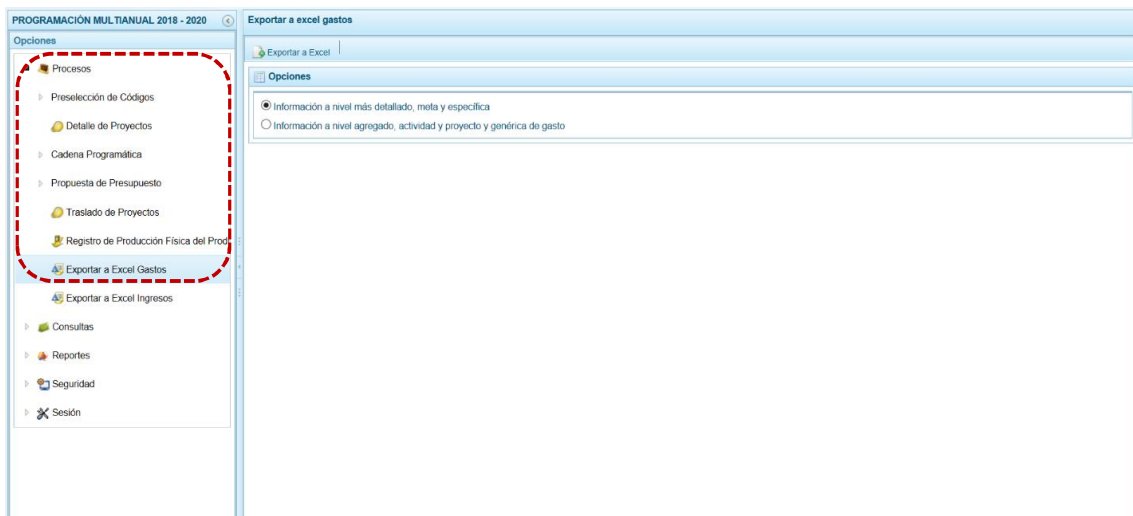 PROGRAMACIÓN MULTIANUAL 2018 - 2020
Opciones
Procesos
Preselección de Códigos
Detalle de Proyectos
Cadena Programática
Propuesta de Presupuesto
Traslado de Proyectos
Registro de Producción Física del Prod
Exportar a Excel Gastos
Exportar a Excel Ingresos
Consultas
Reportes
Seguridad
Sesión
Exportar a excel gastos
Exportar a Excel
Opciones
Información a nivel más detallado, meta y específica
Información a nivel agregado, actividad y proyecto y genérica de gasto